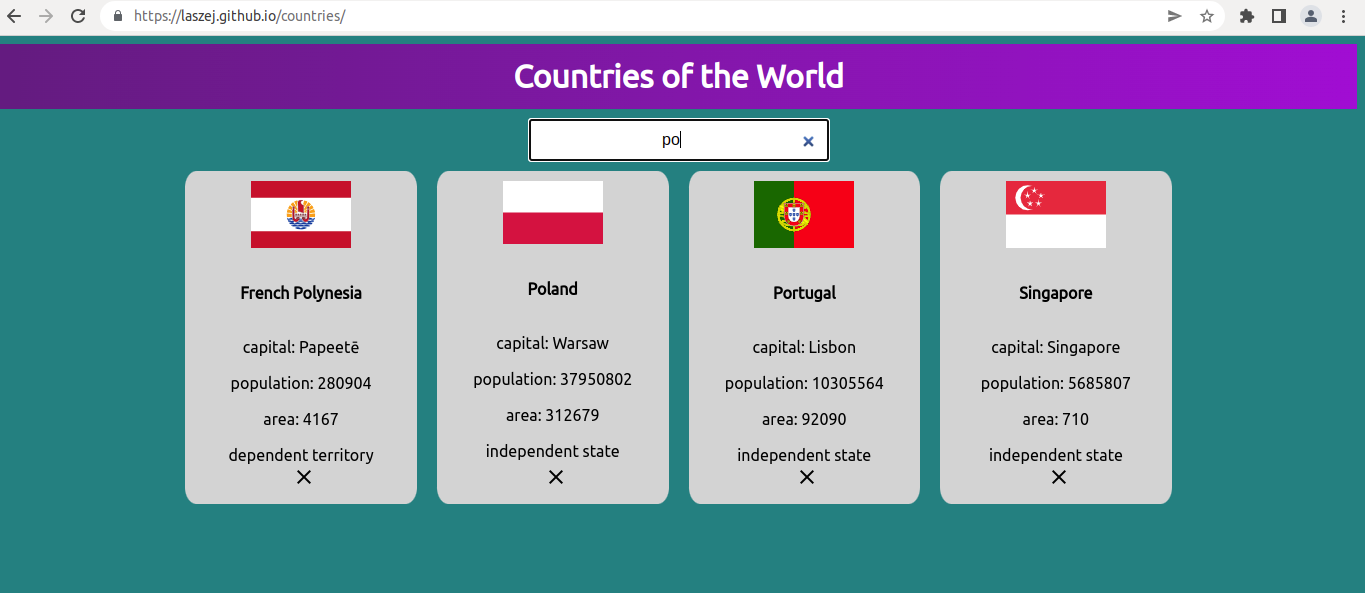 https://laszej.github.io/countries/
Countries of the World
po
French Polynesia
capital: Papeetē
population: 280904
area: 4167
dependent territory
Poland
capital: Warsaw
population: 37950802
area: 312679
independent state
Portugal
capital: Lisbon
population: 10305564
area: 92090
independent state
Singapore
capital: Singapore
population: 5685807
area: 710
independent state